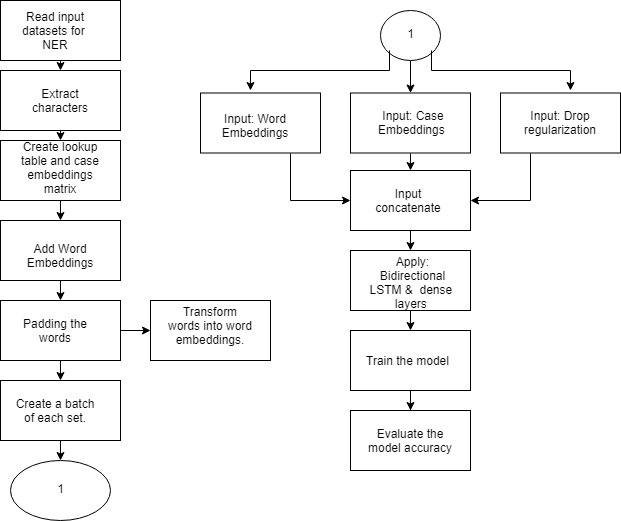 Read input
datasets for
NER
Extract
characters
Create lookup
table and case
embeddings
matrix
Add Word
Embeddings
Padding the
words
Transform
words into word
embeddings.
Create a batch
of each set.
1
1
Input: Word
Embeddings
Input: Case
Embeddings
Input: Drop
regularization
Input
concatenate
Apply:
Bidirectional
LSTM & dense
layers
Train the model
Evaluate the
model accuracy